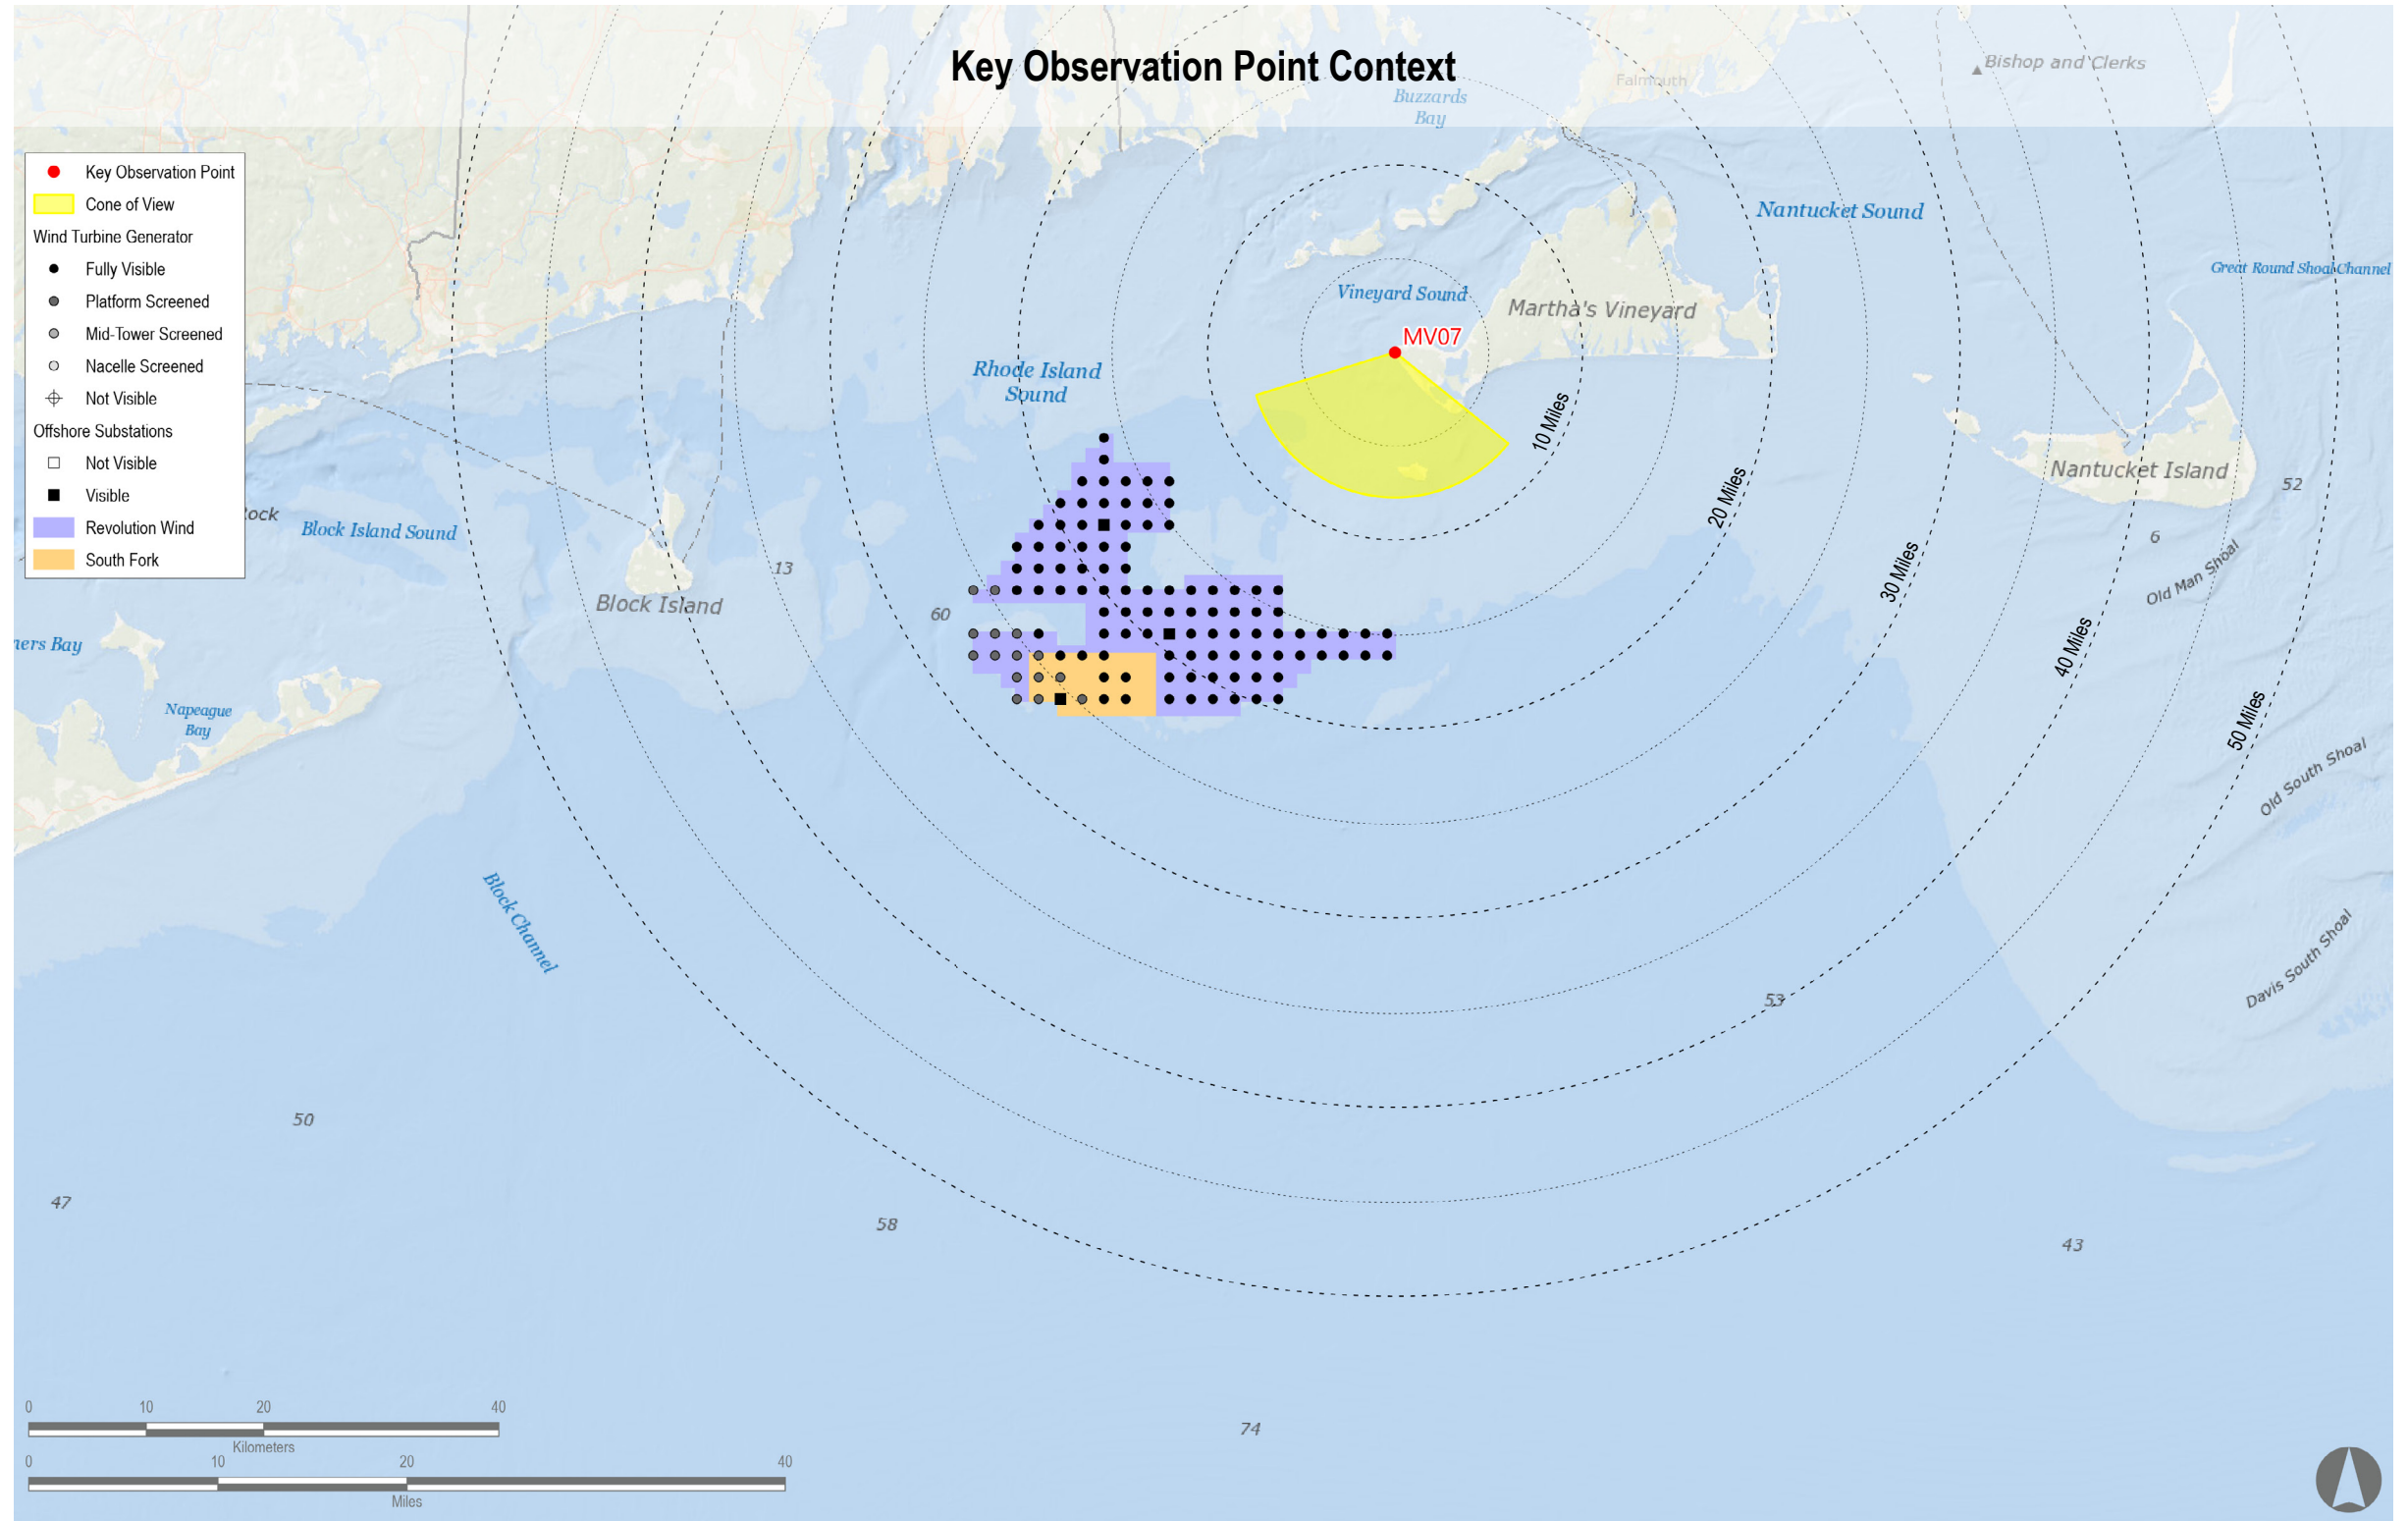 Key Observation Point Context
Bishop and Clerks
Falmouth
Buzzards
Bay
Key Observation Point
Cone of View
Wind Turbine Generator
Fully Visible
Platform Screened
Mid-Tower Screened
Nacelle Screened
Not Visible
Offshore Substations
Not Visible
Visible
Revolution Wind
South Fork
Nantucket Sound
Great Round Shoal Channel
Vineyard Sound
Martha's Vineyard
MV07
Rhode Island
Sound
10 Miles
20 Miles
30 Miles
40 Miles
50 Miles
Nantucket Island
52
6
Old Man Shoal
ock
Block Island Sound
13
Block Island
60
ners Bay
Napeague
Bay
Old South Shoal
Block Channel
Davis South Shoal
53
50
47
58
43
74
0 10 20 40
Kilometers
0 10 20 40
Miles